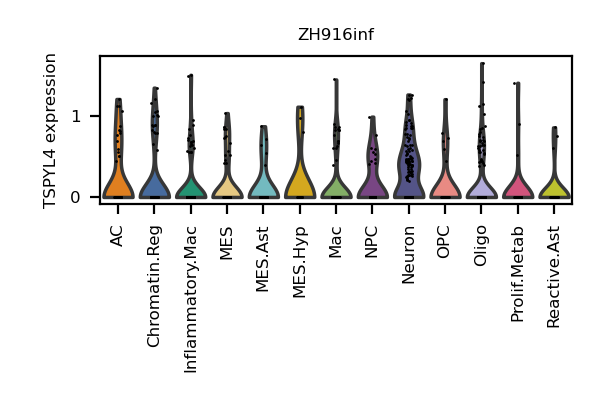 ZH916inf
TSPYL4 expression
1
0
AC
Chromatin.Reg
Inflammatory.Mac
MES
MES.Ast
MES.Hyp
Mac
NPC
Neuron
OPC
Oligo
Prolif.Metab
Reactive.Ast